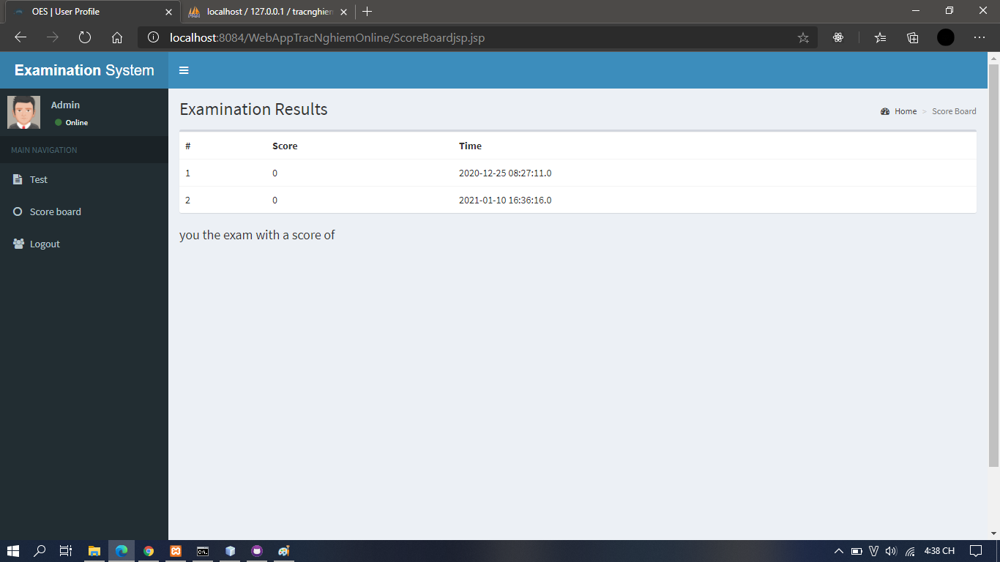 OES | User Profile
localhost / 127.0.0.1 / tracnghien
localhost:8084/WebAppTracNghiemOnline/ScoreBoardjsp.jsp
Examination System
Admin
Online
MAIN NAVIGATION
Test
Score board
Logout
Examination Results
Home > Score Board
# Score Time
1 0 2020-12-25 08:27:11.0
2 0 2021-01-10 16:36:16.0
you the exam with a score of
4:38 CH